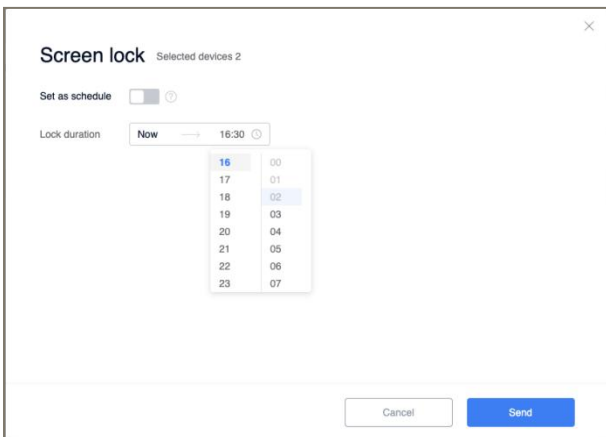 Screen lock Selected devices 2
Set as schedule ?
Lock duration Now → 16:30
16 00
17 01
18 02
19 03
20 04
21 05
22 06
23 07
Cancel Send